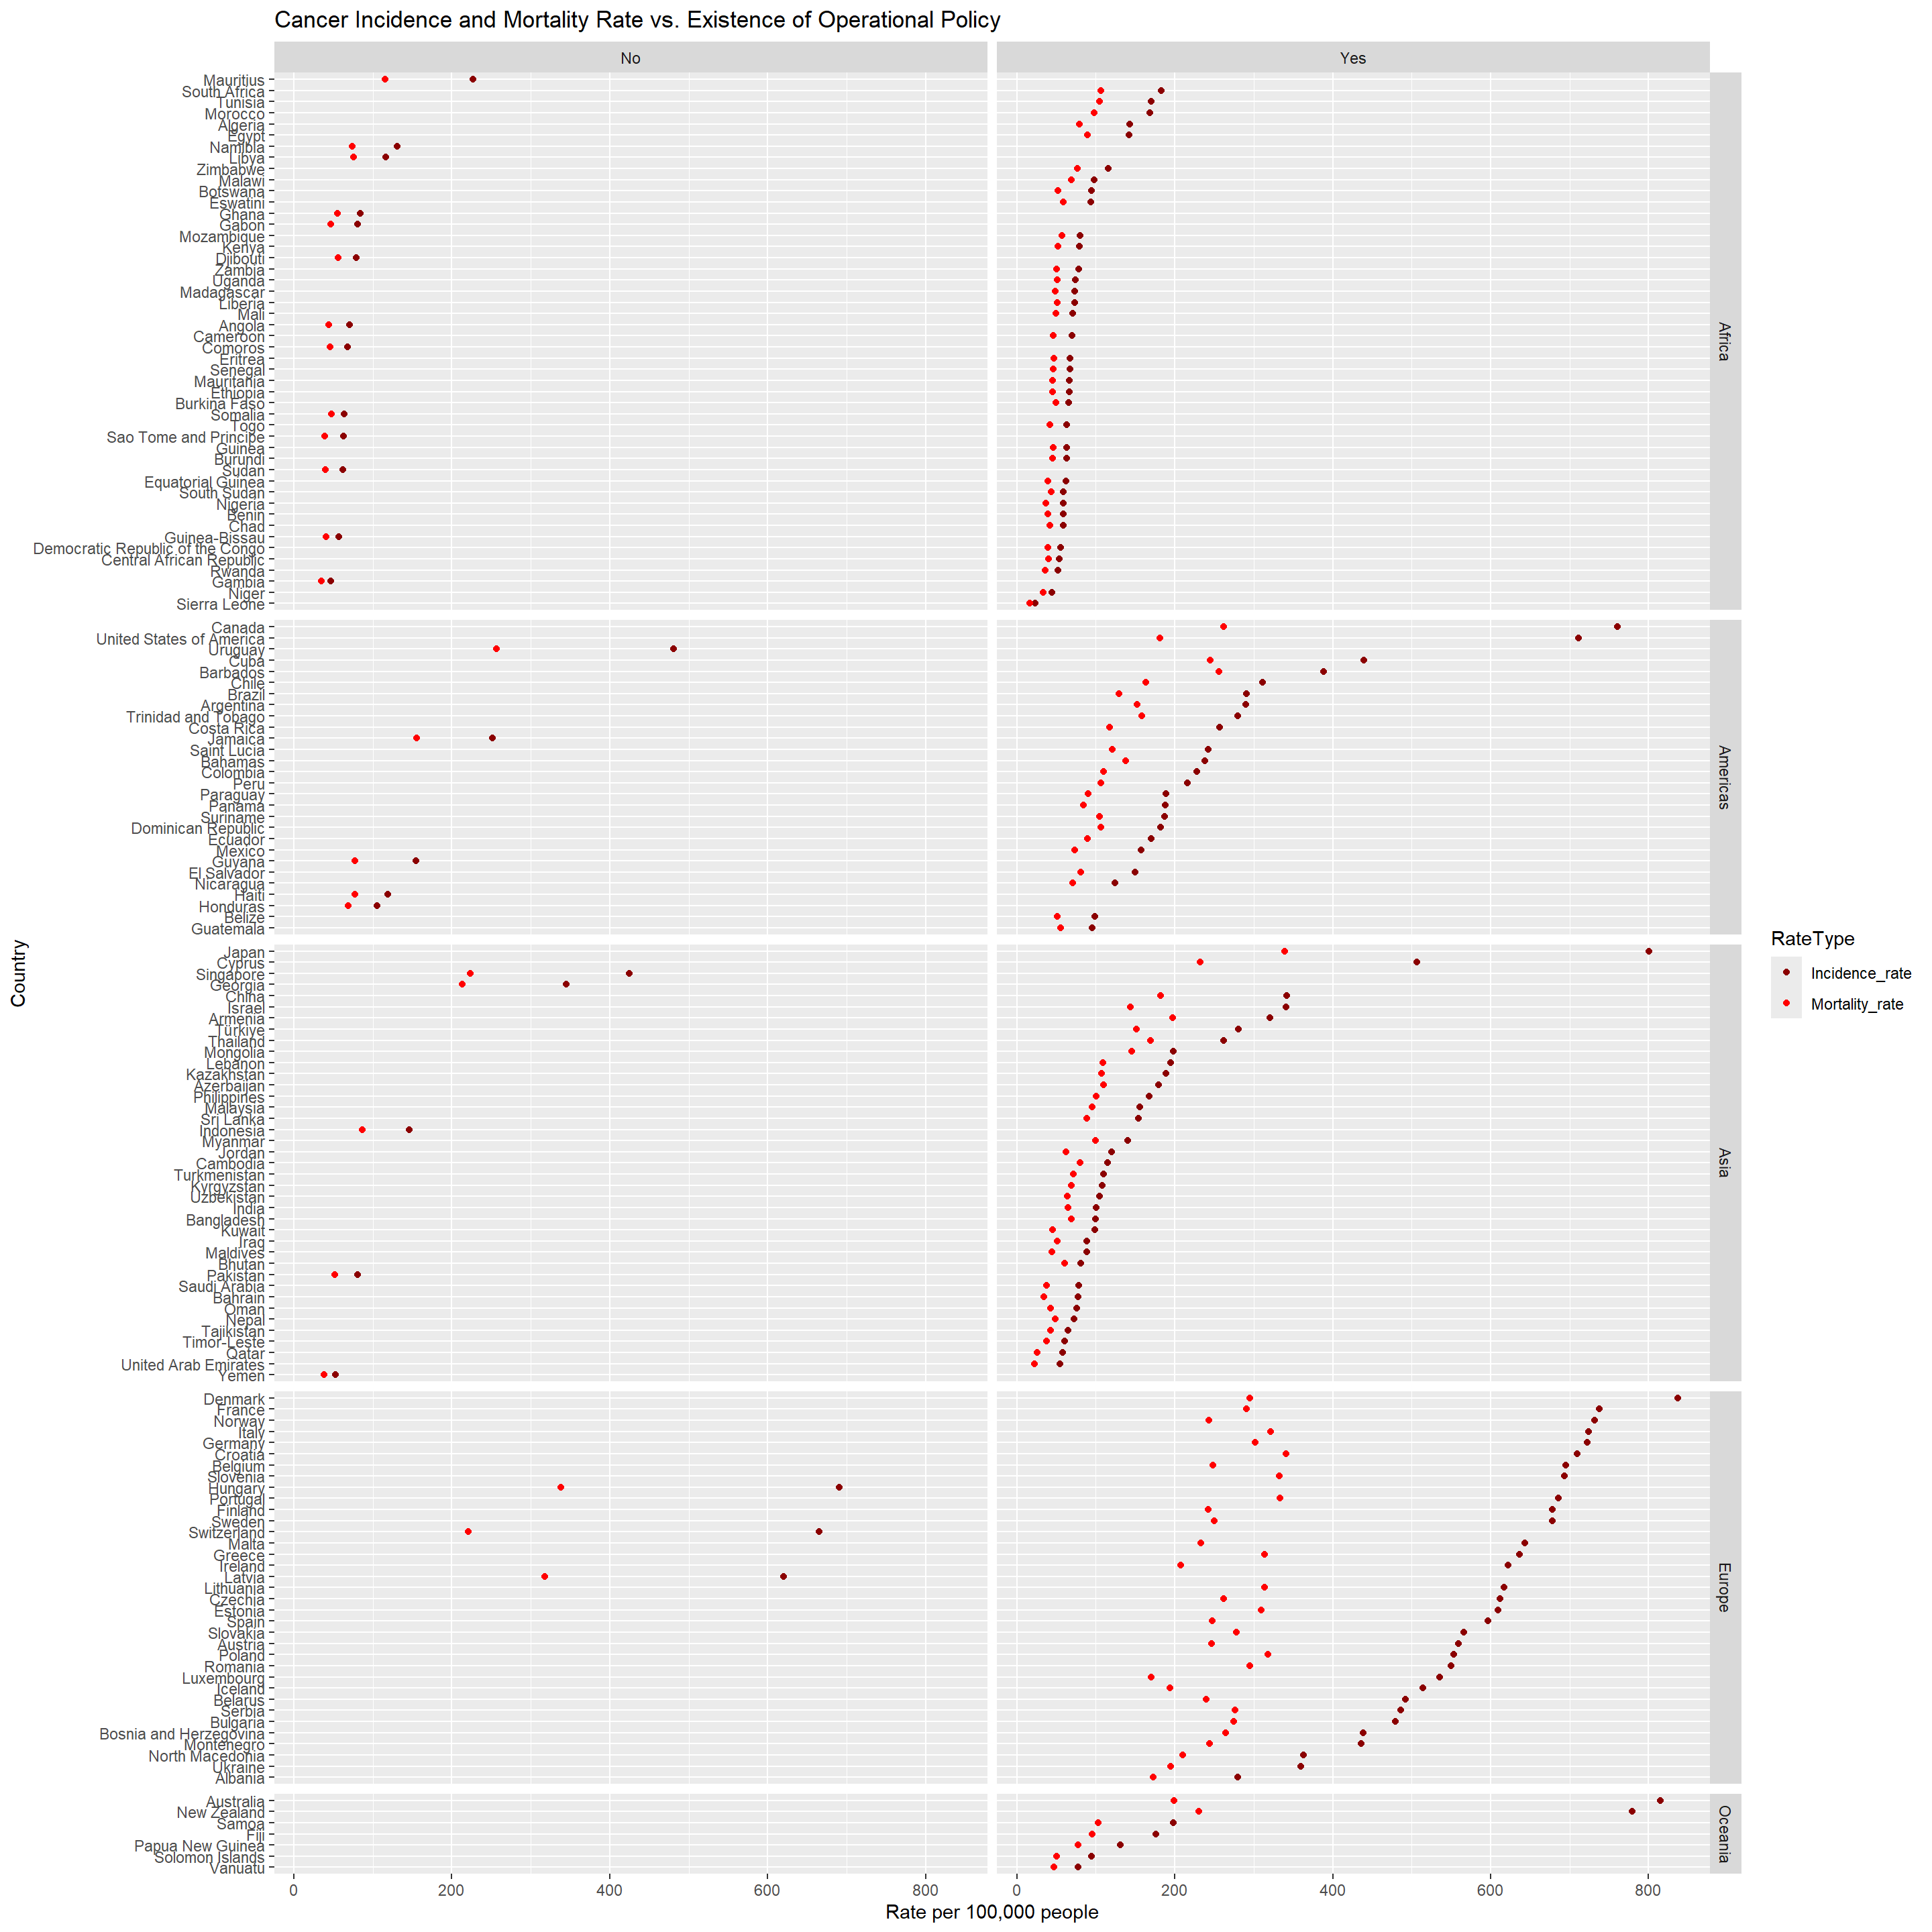 Cancer Incidence and Mortality Rate vs. Existence of Operational Policy
No
Yes
Mauritius
South Africa
Tunisia
Morocco
Algeria
Egypt
Namibia
Libya
Zimbabwe
Malawi
Botswana
Eswatini
Ghana
Gabon
Mozambique
Kenya
Djibouti
Zambia
Uganda
Madagascar
Liberia
Mali
Angola
Cameroon
Comoros
Eritrea
Senegal
Mauritania
Ethiopia
Burkina Faso
Somalia
Togo
Sao Tome and Principe
Guinea
Burundi
Sudan
Equatorial Guinea
South Sudan
Nigeria
Benin
Chad
Guinea-Bissau
Democratic Republic of the Congo
Central African Republic
Rwanda
Gambia
Niger
Sierra Leone
Africa
Canada
United States of America
Uruguay
Cuba
Barbados
Chile
Brazil
Argentina
Trinidad and Tobago
Costa Rica
Jamaica
Saint Lucia
Bahamas
Colombia
Peru
Paraguay
Panama
Suriname
Dominican Republic
Ecuador
Mexico
Guyana
El Salvador
Nicaragua
Haiti
Honduras
Belize
Guatemala
Americas
Japan
Cyprus
Singapore
Georgia
China
Israel
Armenia
Türkiye
Thailand
Mongolia
Lebanon
Kazakhstan
Azerbaijan
Philippines
Malaysia
Sri Lanka
Indonesia
Myanmar
Jordan
Cambodia
Turkmenistan
Kyrgyzstan
Uzbekistan
India
Bangladesh
Kuwait
Iraq
Maldives
Bhutan
Pakistan
Saudi Arabia
Bahrain
Oman
Nepal
Tajikistan
Timor-Leste
Qatar
United Arab Emirates
Yemen
Asia
Denmark
France
Norway
Italy
Germany
Croatia
Belgium
Slovenia
Hungary
Portugal
Finland
Sweden
Switzerland
Malta
Greece
Ireland
Latvia
Lithuania
Czechia
Estonia
Spain
Slovakia
Austria
Poland
Romania
Luxembourg
Iceland
Belarus
Serbia
Bulgaria
Bosnia and Herzegovina
Montenegro
North Macedonia
Ukraine
Albania
Europe
Australia
New Zealand
Samoa
Fiji
Papua New Guinea
Solomon Islands
Vanuatu
Oceania
0 200 400 600 800
0 200 400 600 800
Rate per 100,000 people
Country
RateType
Incidence_rate
Mortality_rate